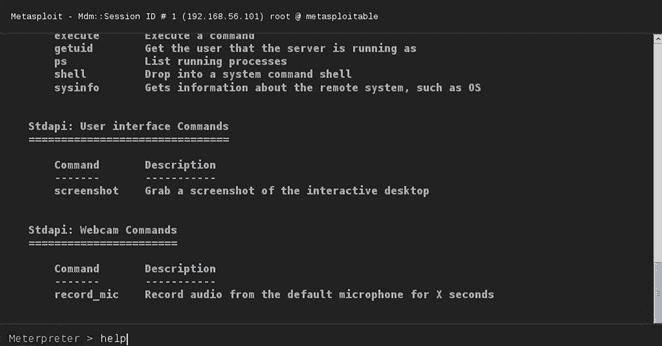 Metasploit - Mdm::Session ID # 1 (192.168.56.101) root @ metasploitable
execute Execute a command
getuid Get the user that the server is running as
ps List running processes
shell Drop into a system command shell
sysinfo Gets information about the remote system, such as OS
Stdapi: User interface Commands
===============================
Command Description
------- -----------
screenshot Grab a screenshot of the interactive desktop
Stdapi: Webcam Commands
=======================
Command Description
------- -----------
record_mic Record audio from the default microphone for X seconds
Meterpreter > help